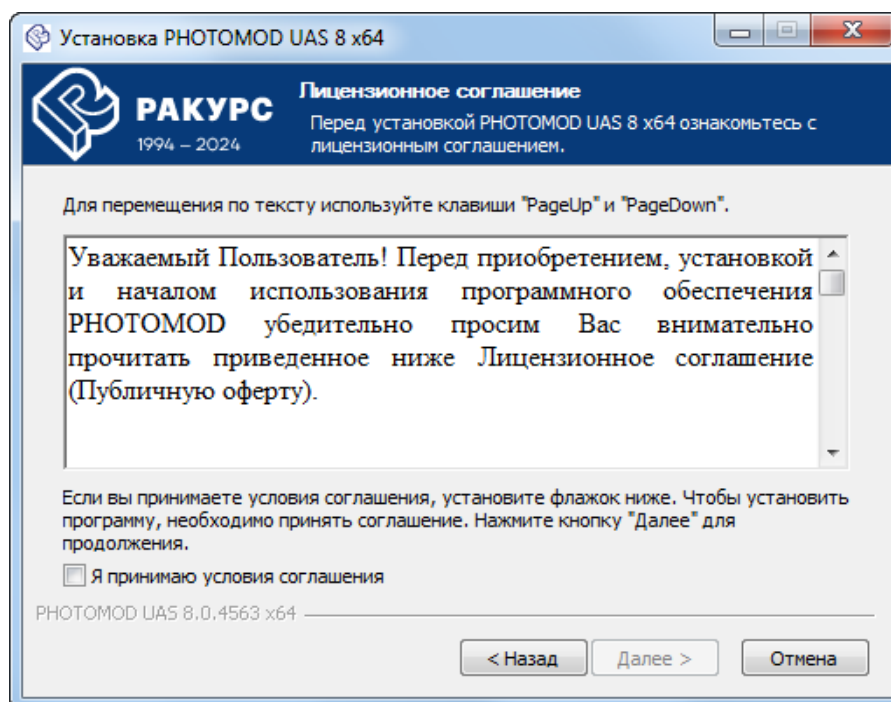 Установка PHOTOMOD UAS 8 x64
РАКУРС
1994 – 2024
Лицензионное соглашение
Перед установкой PHOTOMOD UAS 8 x64 ознакомьтесь с
лицензионным соглашением.
Для перемещения по тексту используйте клавиши "PageUp" и "PageDown".
Уважаемый Пользователь! Перед приобретением, установкой
и началом использования программного обеспечения
PHOTOMOD убедительно просим Вас внимательно
прочитать приведенное ниже Лицензионное соглашение
(Публичную оферту).
Если вы принимаете условия соглашения, установите флажок ниже. Чтобы установить
программу, необходимо принять соглашение. Нажмите кнопку "Далее" для
продолжения.
Я принимаю условия соглашения
PHOTOMOD UAS 8.0.4563 x64
< Назад
Далее >
Отмена